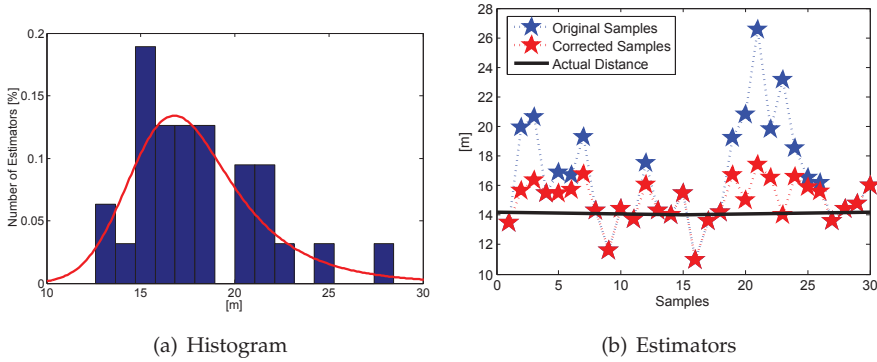 0.2
0.15
0.1
0.05
0
10 15 20 25 30
Number of Estimators [%]
[m]
(a) Histogram
28
26
24
22
20
18
16
14
12
10
0 5 10 15 20 25 30
[m]
Samples
Original Samples
Corrected Samples
Actual Distance
(b) Estimators